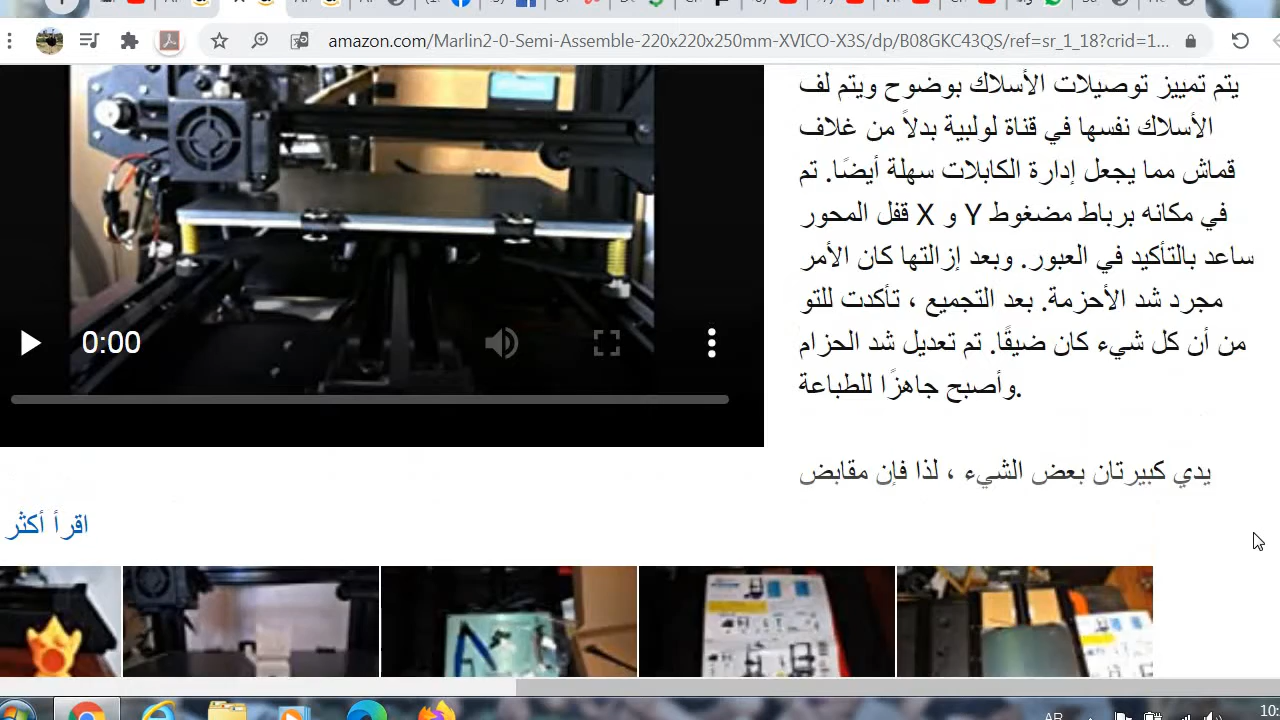 amazon.com/Marlin2-0-Semi-Assemble-220x220x250mm-XVICO-X3S/dp/B08GKC43QS/ref=sr_1_18?crid=1...
يتم تمييز توصيلات الأسلاك بوضوح ويتم لف
الأسلاك نفسها في قناة لولبية بدلاً من غلاف
قماش مما يجعل إدارة الكابلات سهلة أيضًا. تم
قفل المحور X و Y في مكانه برباط مضغوط
ساعد بالتأكيد في العبور. وبعد إزالتها كان الأمر
مجرد شد الأحزمة. بعد التجميع ، تأكدت للتو
من أن كل شيء كان ضيقًا. تم تعديل شد الحزام
وأصبح جاهزًا للطباعة.
0:00
يدي كبيرتان بعض الشيء ، لذا فإن مقابض
اقرأ أكثر
AR
10: